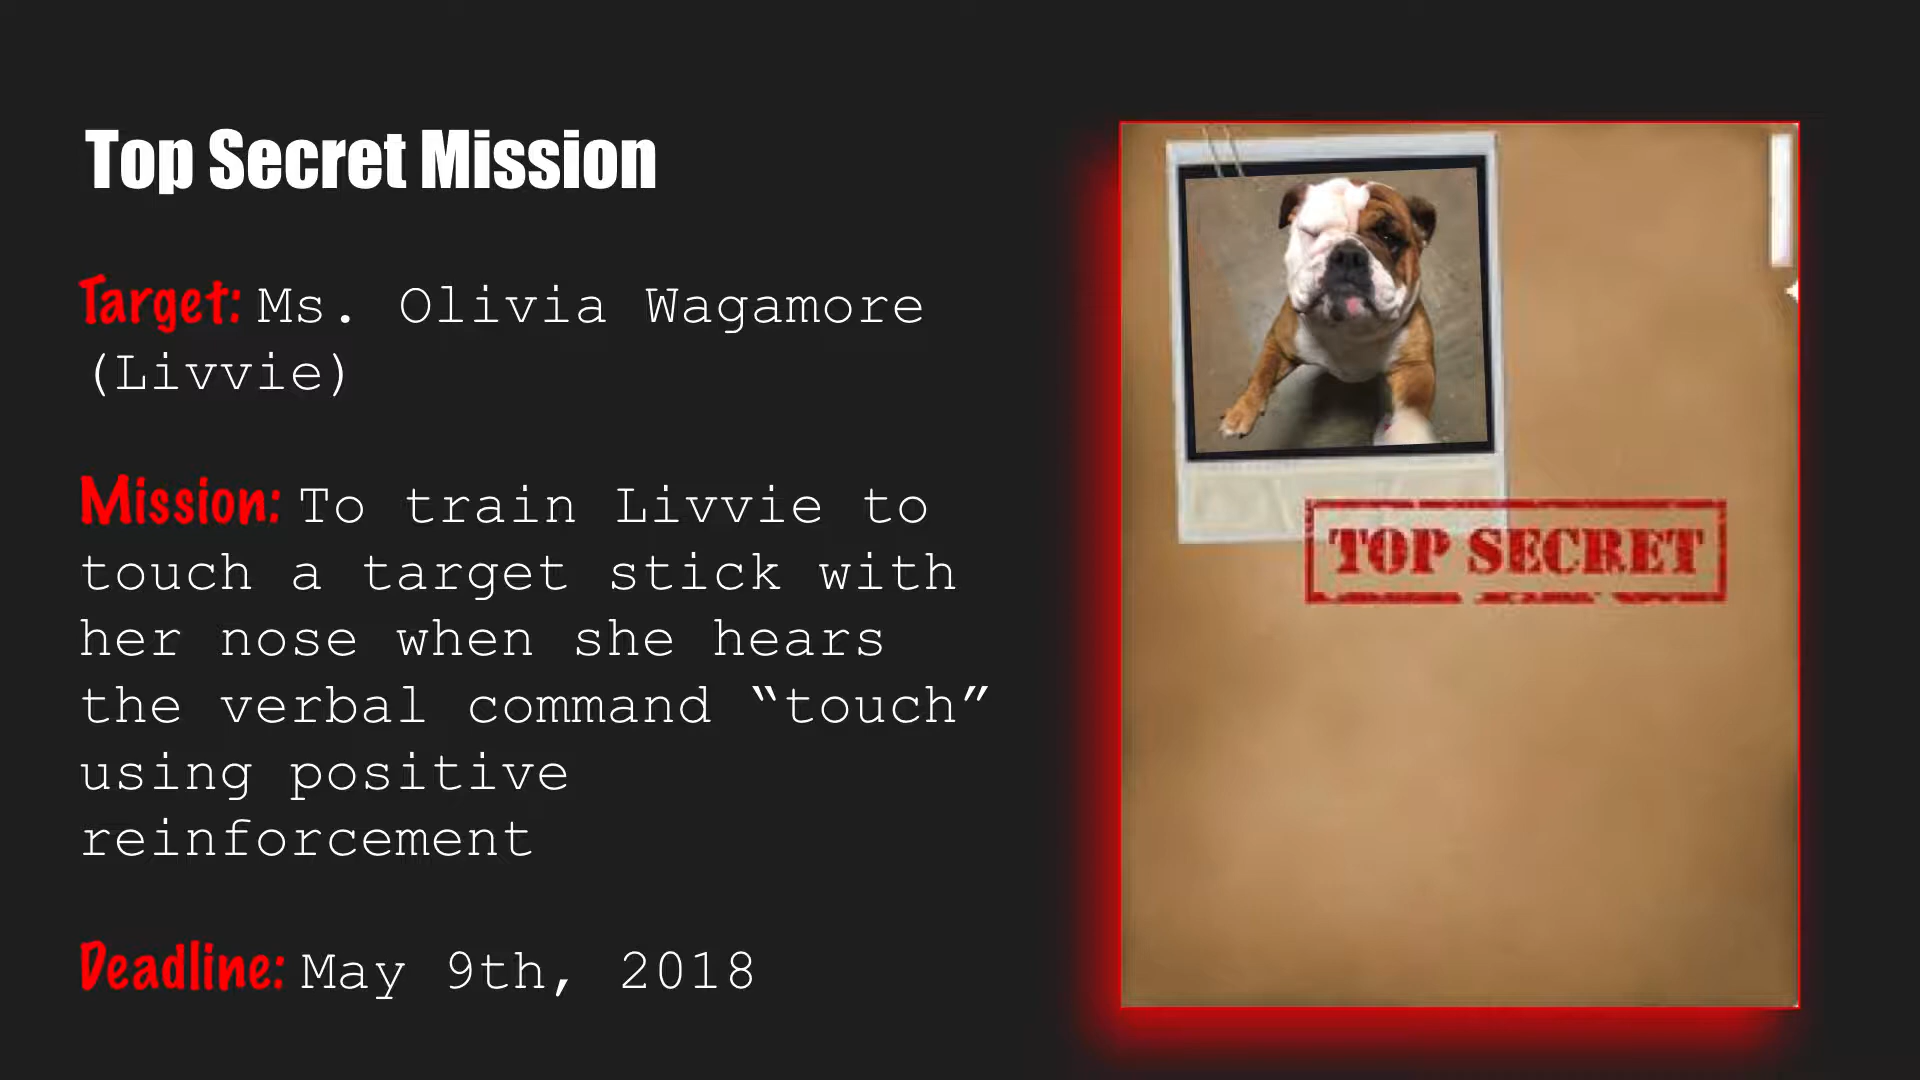 Top Secret Mission
Target: Ms. Olivia Wagamore
(Livvie)
Mission: To train Livvie to
touch a target stick with
her nose when she hears
the verbal command “touch”
using positive
reinforcement
Deadline: May 9th, 2018
TOP SECRET